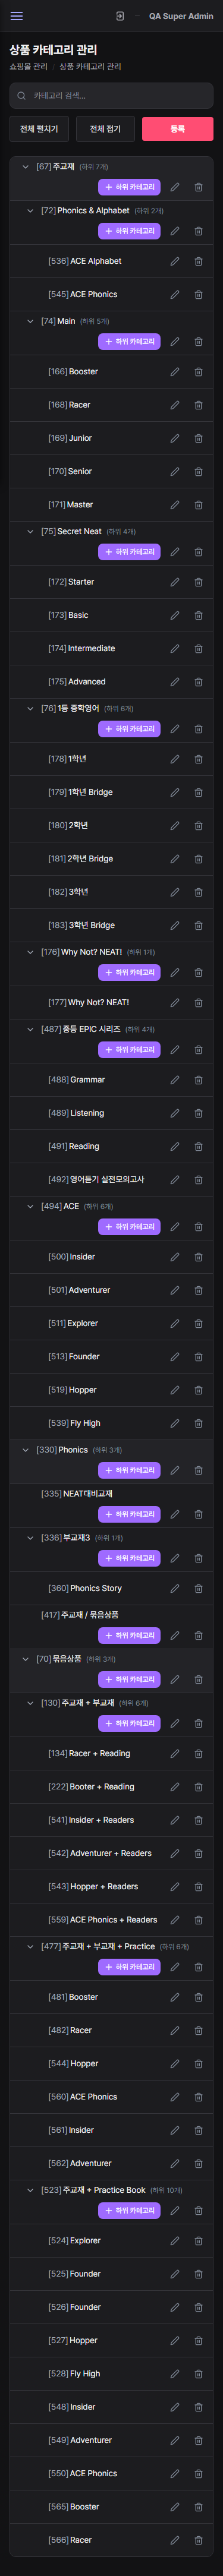 QA Super Admin
상품 카테고리 관리
쇼핑몰 관리 / 상품 카테고리 관리
카테고리 검색...
전체 펼치기 전체 접기 등록
[67] 주교재 (하위 7개)
+ 하위 카테고리
[72] Phonics & Alphabet (하위 2개)
+ 하위 카테고리
[536] ACE Alphabet
[545] ACE Phonics
[74] Main (하위 5개)
+ 하위 카테고리
[166] Booster
[168] Racer
[169] Junior
[170] Senior
[171] Master
[75] Secret Neat (하위 4개)
+ 하위 카테고리
[172] Starter
[173] Basic
[174] Intermediate
[175] Advanced
[76] 1등 중학영어 (하위 6개)
+ 하위 카테고리
[178] 1학년
[179] 1학년 Bridge
[180] 2학년
[181] 2학년 Bridge
[182] 3학년
[183] 3학년 Bridge
[176] Why Not? NEAT! (하위 1개)
+ 하위 카테고리
[177] Why Not? NEAT!
[487] 중등 EPIC 시리즈 (하위 4개)
+ 하위 카테고리
[488] Grammar
[489] Listening
[491] Reading
[492] 영어듣기 실전모의고사
[494] ACE (하위 6개)
+ 하위 카테고리
[500] Insider
[501] Adventurer
[511] Explorer
[513] Founder
[519] Hopper
[539] Fly High
[330] Phonics (하위 3개)
+ 하위 카테고리
[335] NEAT대비교재
+ 하위 카테고리
[336] 부교재3 (하위 1개)
+ 하위 카테고리
[360] Phonics Story
[417] 주교재 / 묶음상품
+ 하위 카테고리
[70] 묶음상품 (하위 3개)
+ 하위 카테고리
[130] 주교재 + 부교재 (하위 6개)
+ 하위 카테고리
[134] Racer + Reading
[222] Booter + Reading
[541] Insider + Readers
[542] Adventurer + Readers
[543] Hopper + Readers
[559] ACE Phonics + Readers
[477] 주교재 + 부교재 + Practice (하위 6개)
+ 하위 카테고리
[481] Booster
[482] Racer
[544] Hopper
[560] ACE Phonics
[561] Insider
[562] Adventurer
[523] 주교재 + Practice Book (하위 10개)
+ 하위 카테고리
[524] Explorer
[525] Founder
[526] Founder
[527] Hopper
[528] Fly High
[548] Insider
[549] Adventurer
[550] ACE Phonics
[565] Booster
[566] Racer